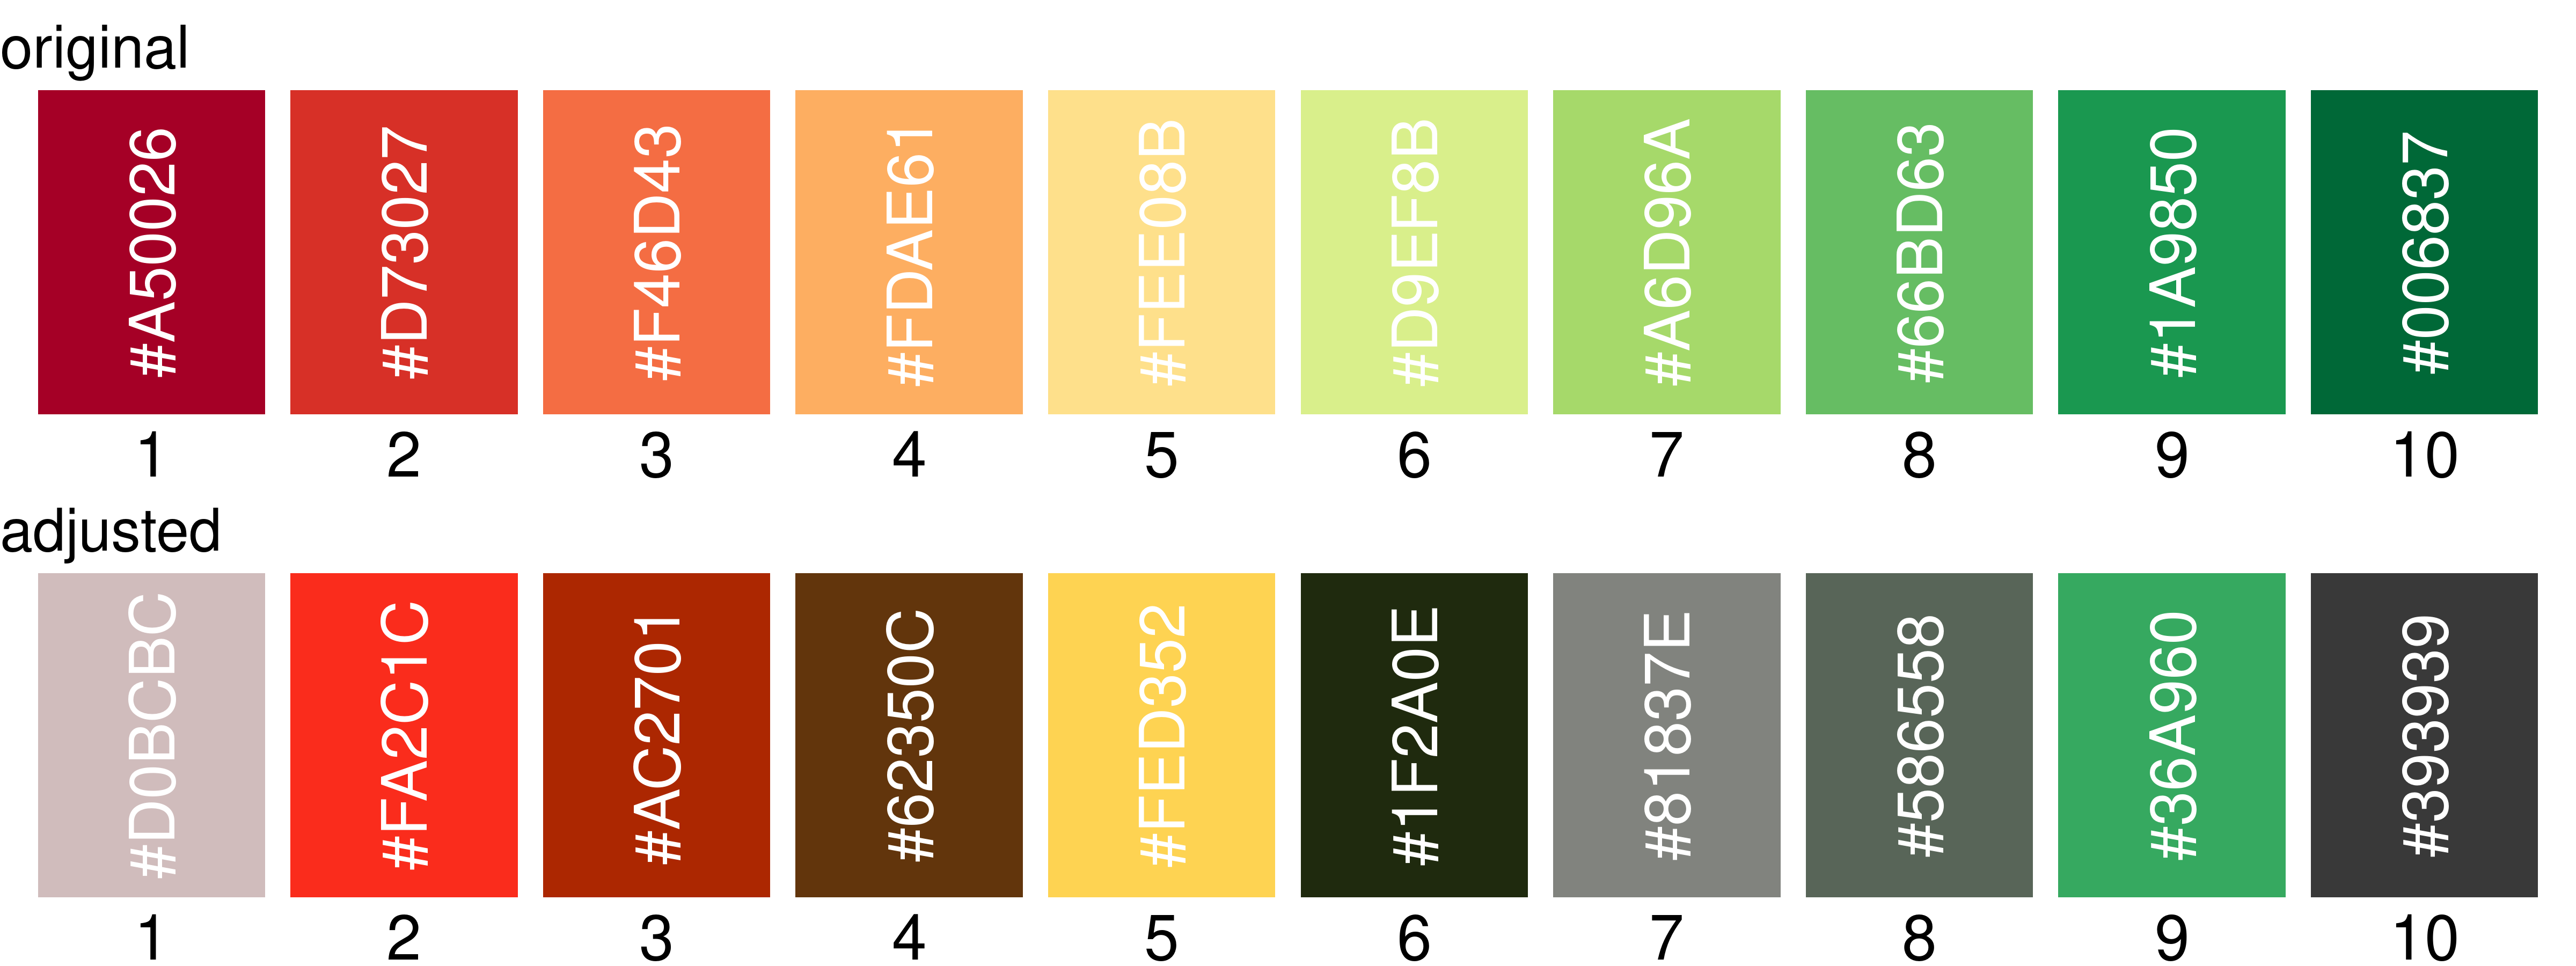 original
#A50026
#D73027
#F46D43
#FDAE61
#FEE08B
#D9EF8B
#A6D96A
#66BD63
#1A9850
#006837
1 2 3 4 5 6 7 8 9 10
adjusted
#D0BCBC
#FA2C1C
#AC2701
#62350C
#FED352
#1F2A0E
#81837E
#586558
#36A960
#393939
1 2 3 4 5 6 7 8 9 10